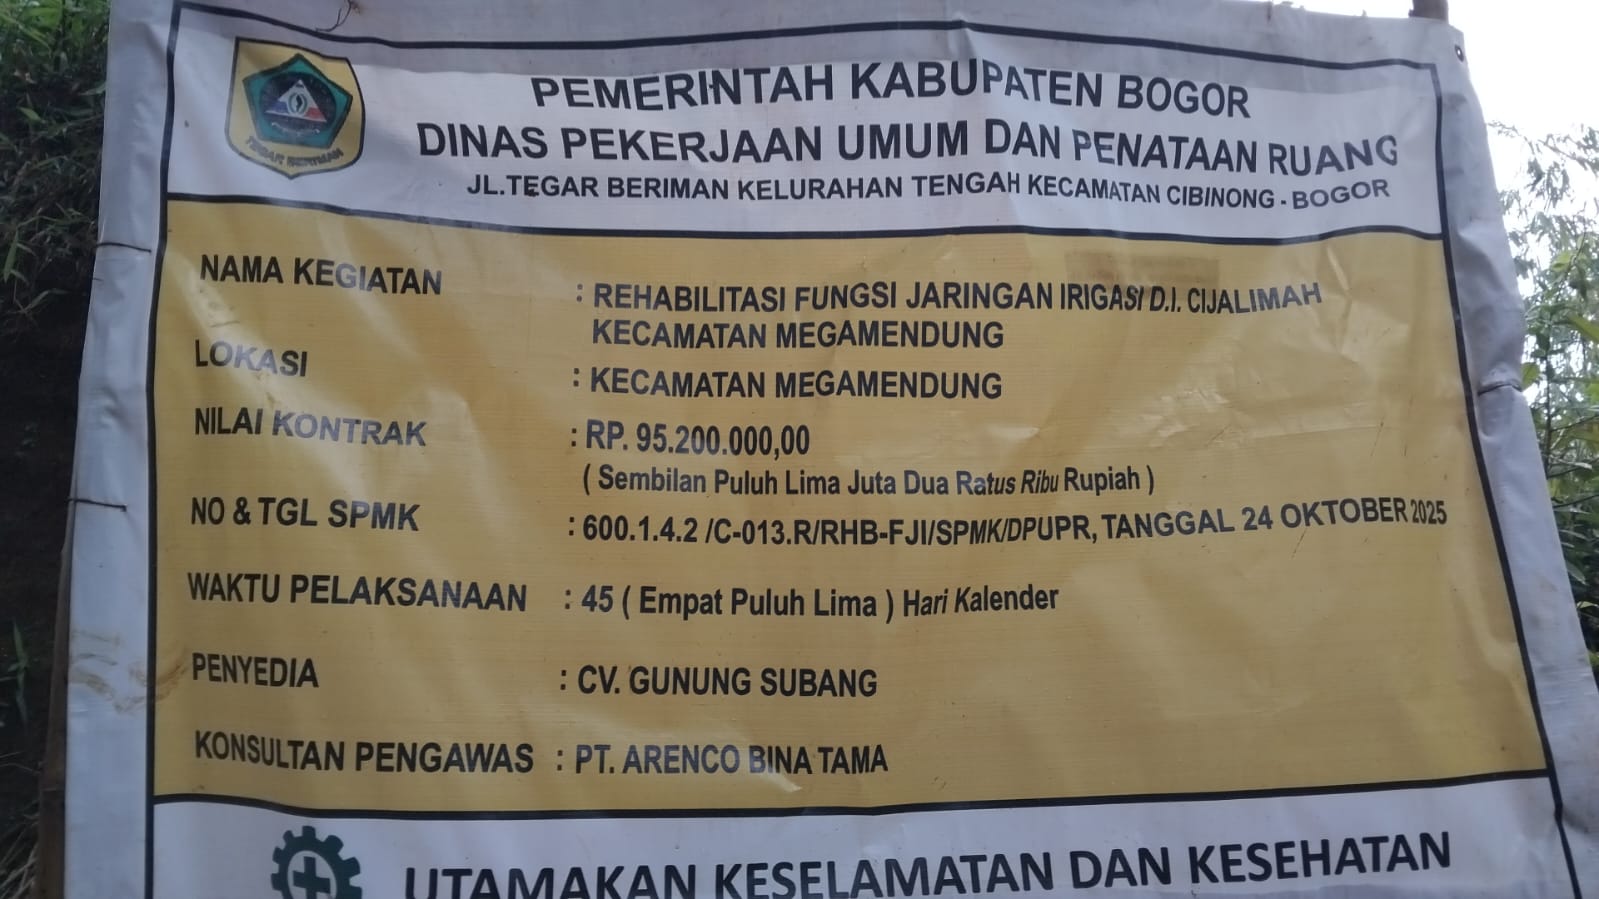 TEGAR BERIMAN
PEMERINTAH KABUPATEN BOGOR
DINAS PEKERJAAN UMUM DAN PENATAAN RUANG
JL.TEGAR BERIMAN KELURAHAN TENGAH KECAMATAN CIBINONG - BOGOR
NAMA KEGIATAN : REHABILITASI FUNGSI JARINGAN IRIGASI D.I. CIJALIMAH
KECAMATAN MEGAMENDUNG
LOKASI : KECAMATAN MEGAMENDUNG
NILAI KONTRAK : RP. 95.200.000,00
( Sembilan Puluh Lima Juta Dua Ratus Ribu Rupiah )
NO & TGL SPMK : 600.1.4.2 /C-013.R/RHB-FJI/SPMK/DPUPR, TANGGAL 24 OKTOBER 2025
WAKTU PELAKSANAAN : 45 ( Empat Puluh Lima ) Hari Kalender
PENYEDIA : CV. GUNUNG SUBANG
KONSULTAN PENGAWAS : PT. ARENCO BINA TAMA
UTAMAKAN KESELAMATAN DAN KESEHATAN